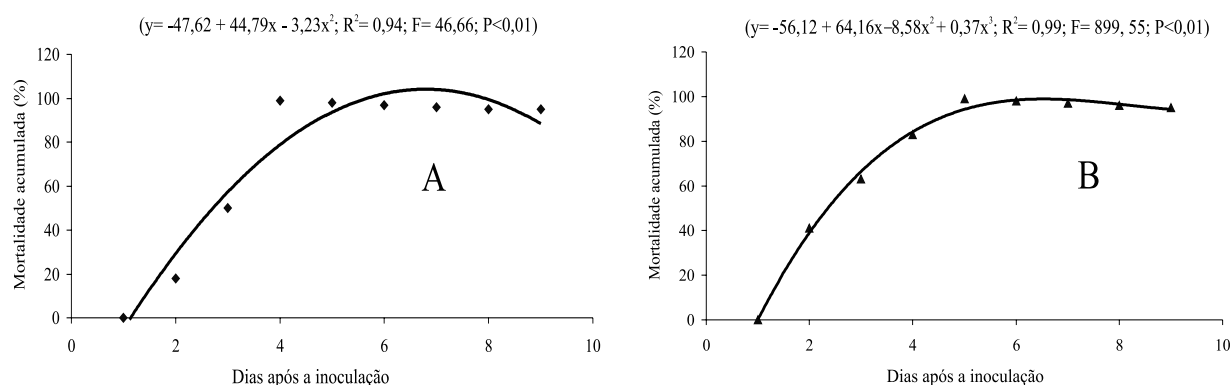 (y= -47,62 + 44,79x - 3,23x²; R²= 0,94; F= 46,66; P<0,01)
120
100
80
60
40
20
0
Mortalidade acumulada (%)
A
0 2 4 6 8 10
Dias após a inoculação
(y= -56,12 + 64,16x−8,58x² + 0,37x³; R²= 0,99; F= 899, 55; P<0,01)
120
100
80
60
40
20
0
Mortalidade acumulada (%)
B
0 2 4 6 8 10
Dias após a inoculação